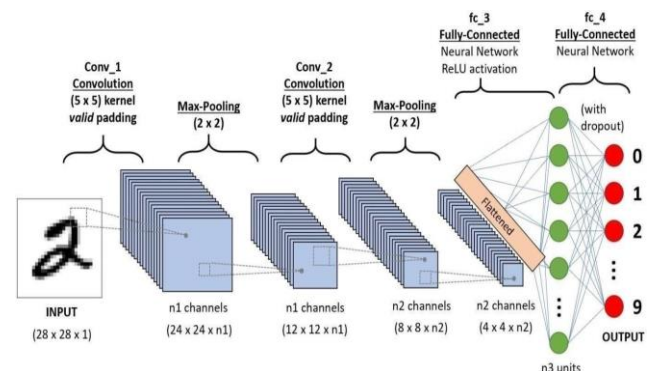 fc_3
Fully-Connected
Neural Network
ReLU activation
fc_4
Fully-Connected
Neural Network
Conv_1
Convolution
(5 x 5) kernel
valid padding
Max-Pooling
(2 x 2)
Conv_2
Convolution
(5 x 5) kernel
valid padding
Max-Pooling
(2 x 2)
(with
dropout)
Flattened
2
0
1
2
9
INPUT
(28 x 28 x 1)
n1 channels
(24 x 24 x n1)
n1 channels
(12 x 12 x n1)
n2 channels
(8 x 8 x n2)
n2 channels
(4 x 4 x n2)
OUTPUT
n3 units